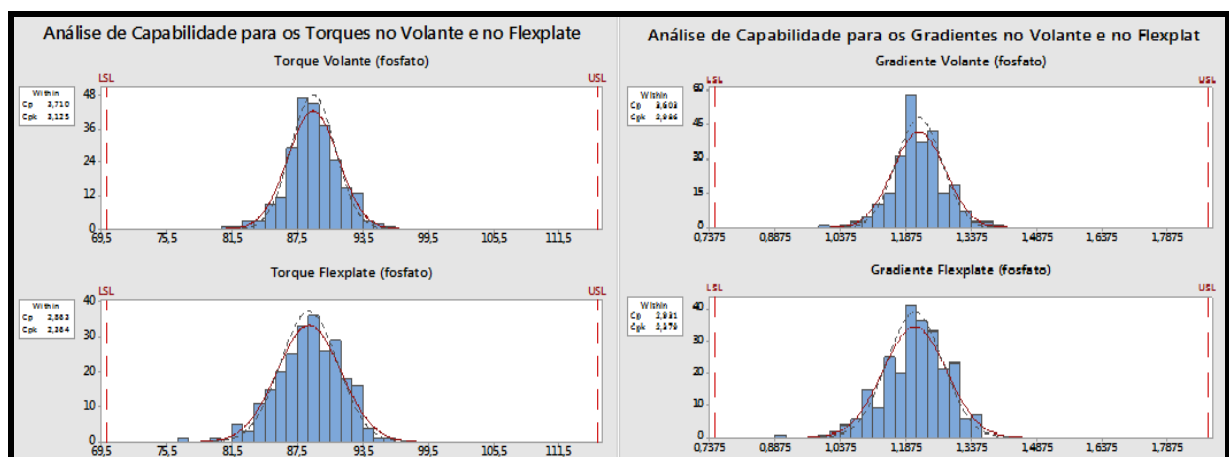 Análise de Capabilidade para os Torques no Volante e no Flexplate
Torque Volante (fosfato)
LSL
USL
Within
Cp 3,710
Cpk 3,125
48
36
24
12
0
69,5 75,5 81,5 87,5 93,5 99,5 105,5 111,5
Torque Flexplate (fosfato)
LSL
USL
Within
Cp
Cpk
40
30
20
10
0
69,5 75,5 81,5 87,5 93,5 99,5 105,5 111,5
Análise de Capabilidade para os Gradientes no Volante e no Flexplat
Gradiente Volante (fosfato)
LSL
USL
Within
Cp 3,603
Cpk
60
45
30
15
0
0,7375 0,8875 1,0375 1,1875 1,3375 1,4875 1,6375 1,7875
Gradiente Flexplate (fosfato)
LSL
USL
Within
Cp
Cpk
40
30
20
10
0
0,7375 0,8875 1,0375 1,1875 1,3375 1,4875 1,6375 1,7875